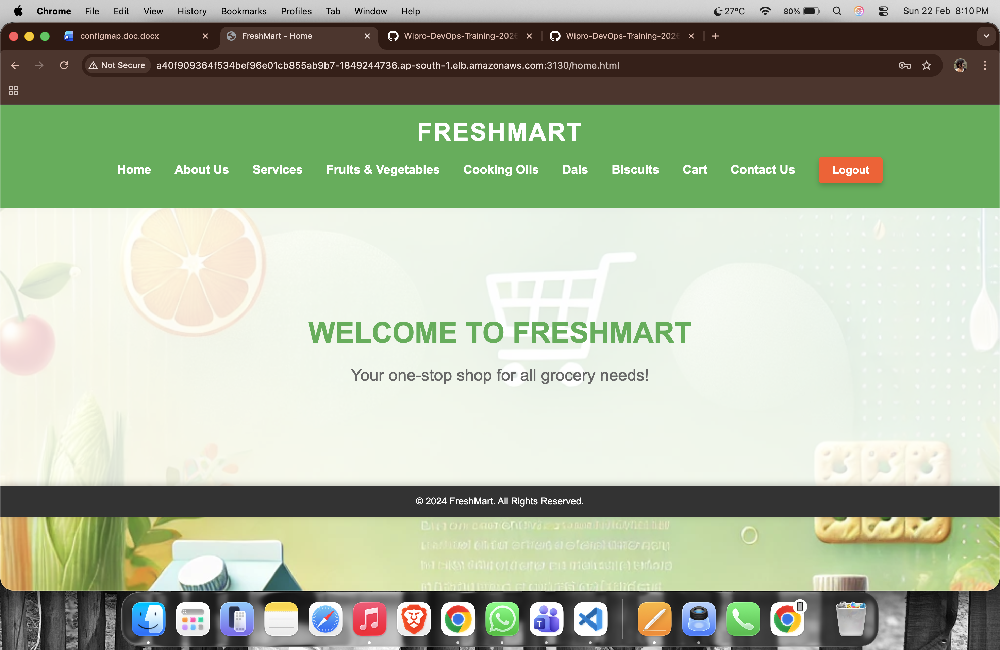 Chrome File Edit View History Bookmarks Profiles Tab Window Help 27°C 80% Sun 22 Feb 8:10 PM
configmap.doc.docx FreshMart - Home Wipro-DevOps-Training-2026 Wipro-DevOps-Training-2026
Not Secure a40f909364f534bef96e01cb855ab9b7-1849244736.ap-south-1.elb.amazonaws.com:3130/home.html
FRESHMART
Home About Us Services Fruits & Vegetables Cooking Oils Dals Biscuits Cart Contact Us Logout
WELCOME TO FRESHMART
Your one-stop shop for all grocery needs!
© 2024 FreshMart. All Rights Reserved.